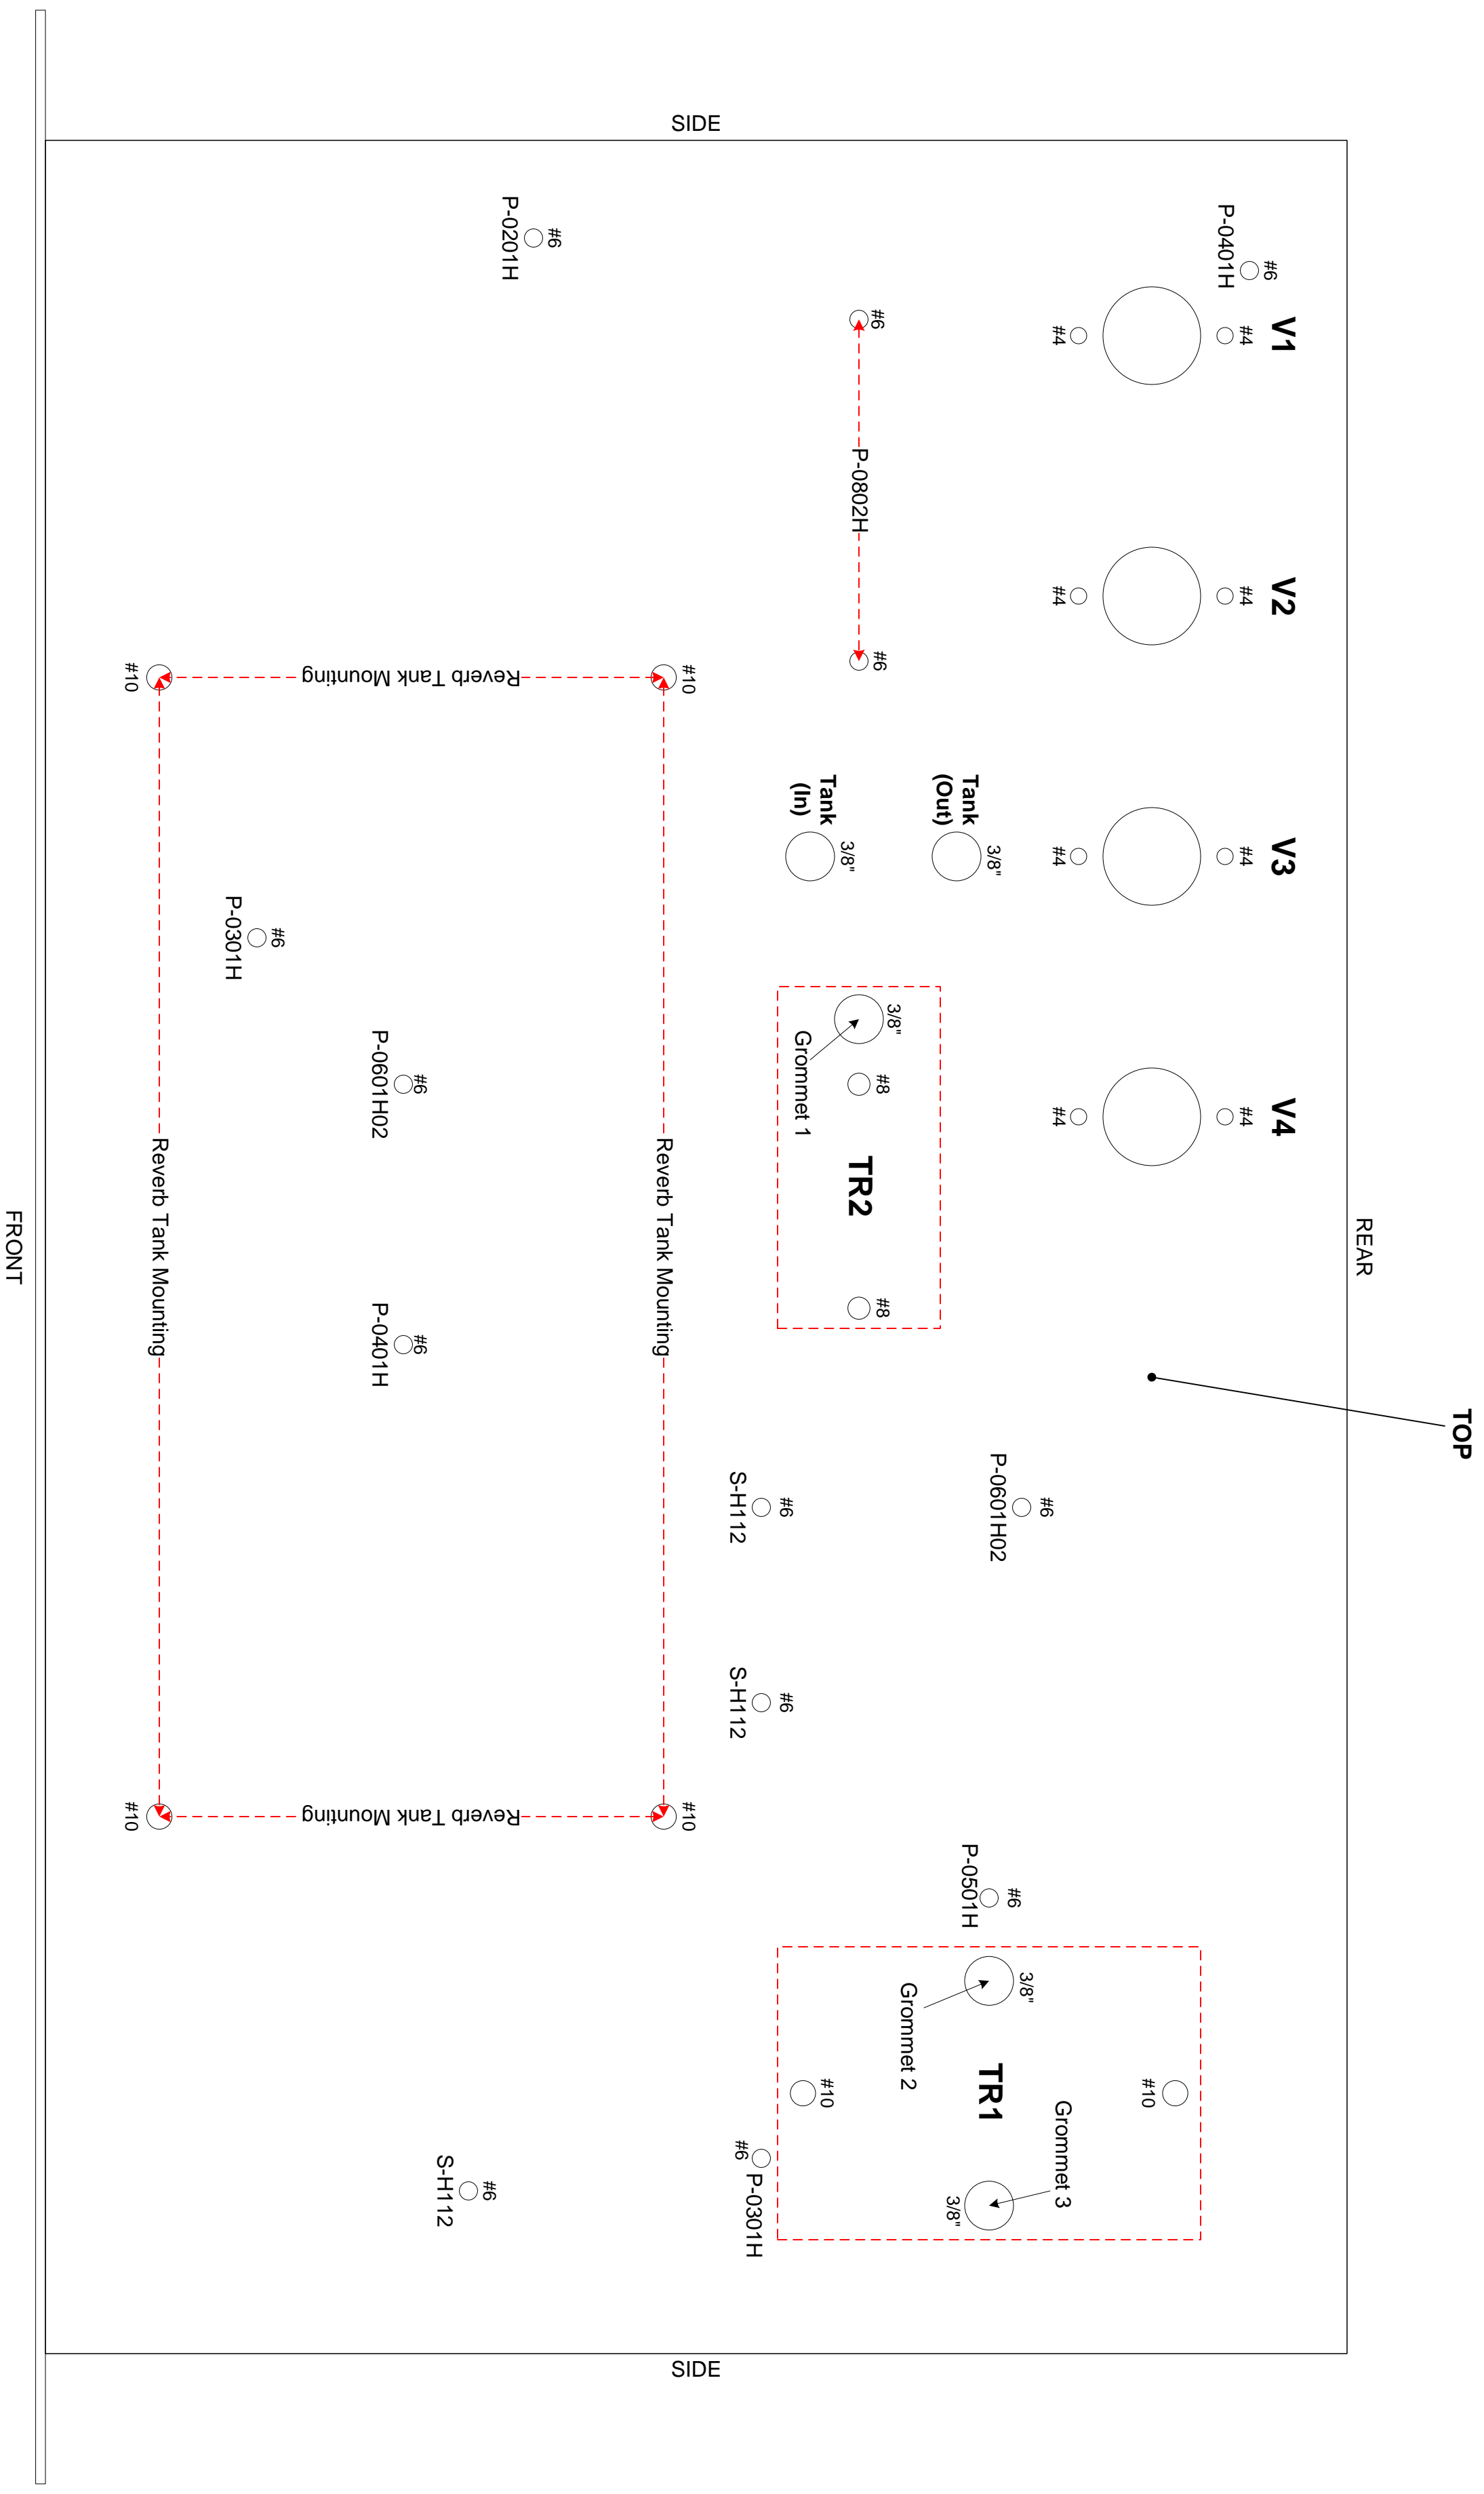 TOP
REAR
SIDE
V1
V2
V3
V4
P-0401H
#6
#4
#4
#4
#4
#4
#4
#4
#4
Tank
(Out)
3/8"
Tank
(In)
3/8"
#6
P-0802H
#6
3/8"
Grommet 1
#8
TR2
#8
#6
P-0601H02
#6
P-0501H
3/8"
Grommet 2
TR1
#10
#10
Grommet 3
3/8"
#6
P-0301H
#6
S-H112
#6
S-H112
#6
S-H112
#6
P-0201H
#10
Reverb Tank Mounting
#10
Reverb Tank Mounting
Reverb Tank Mounting
#10
Reverb Tank Mounting
#10
#6
P-0301H
#6
P-0601H02
#6
P-0401H
SIDE
FRONT